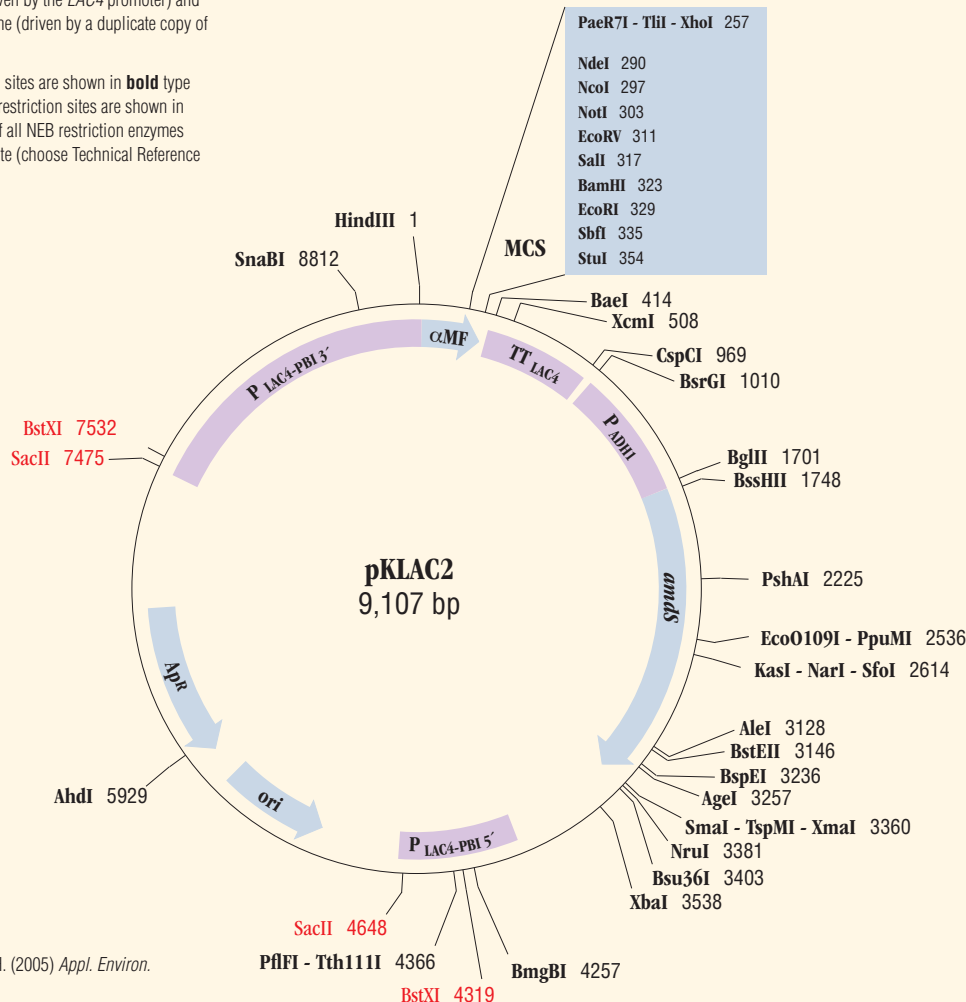 ven by the LAC4 promoter) and
ne (driven by a duplicate copy of
sites are shown in bold type
restriction sites are shown in
f all NEB restriction enzymes
te (choose Technical Reference
PaeR7I - TliI - XhoI 257
NdeI 290
NcoI 297
NotI 303
EcoRV 311
SalI 317
BamHI 323
EcoRI 329
SbfI 335
StuI 354
HindIII 1
MCS
SnaBI 8812
BaeI 414
XcmI 508
αMF
TT LAC4
P LAC4-PBI 3´
CspCI 969
BsrGI 1010
P ADH1
BstXI 7532
SacII 7475
BglII 1701
BssHII 1748
pKLAC2
9,107 bp
PshAI 2225
amdS
EcoO109I - PpuMI 2536
KasI - NarI - SfoI 2614
ApR
AleI 3128
BstEII 3146
BspEI 3236
AgeI 3257
AhdI 5929
ori
SmaI - TspMI - XmaI 3360
P LAC4-PBI 5´
NruI 3381
Bsu36I 3403
XbaI 3538
SacII 4648
PflFI - Tth111I 4366
BmgBI 4257
l. (2005) Appl. Environ.
BstXI 4319